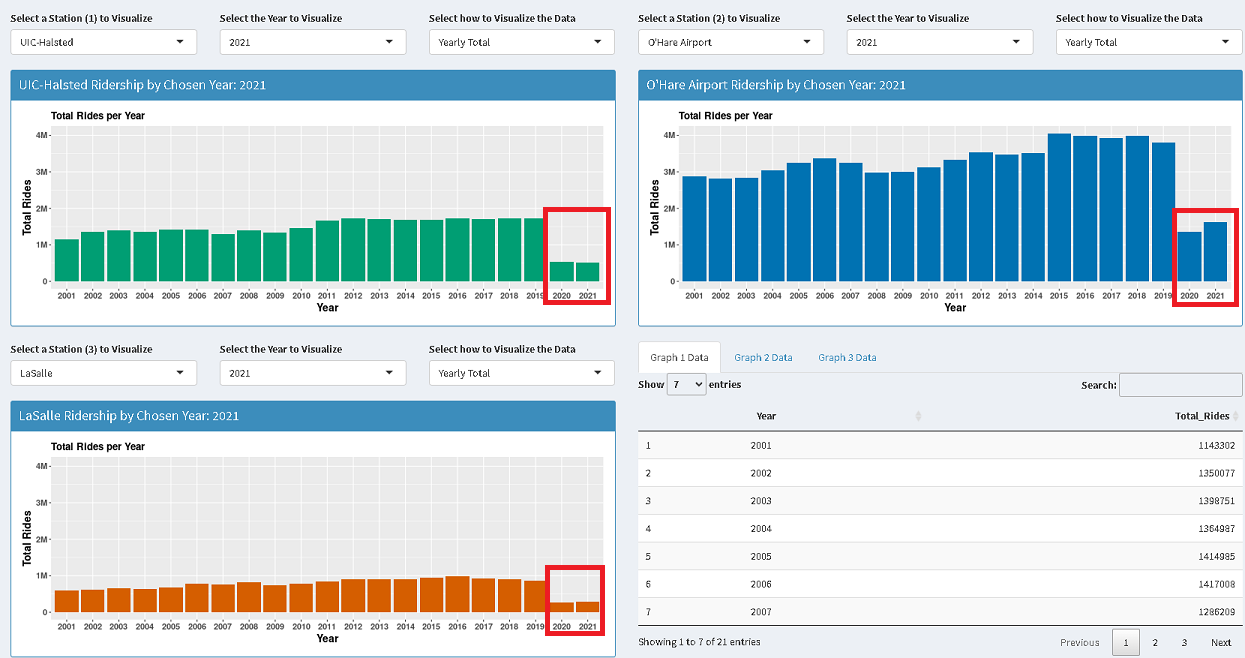 Select a Station (1) to Visualize
Select the Year to Visualize
Select how to Visualize the Data
UIC-Halsted
2021
Yearly Total
UIC-Halsted Ridership by Chosen Year: 2021
Total Rides per Year
Total Rides
4M
3M
2M
1M
0
2001 2002 2003 2004 2005 2006 2007 2008 2009 2010 2011 2012 2013 2014 2015 2016 2017 2018 2019 2020 2021
Year
Select a Station (2) to Visualize
Select the Year to Visualize
Select how to Visualize the Data
O'Hare Airport
2021
Yearly Total
O'Hare Airport Ridership by Chosen Year: 2021
Total Rides per Year
Total Rides
4M
3M
2M
1M
0
2001 2002 2003 2004 2005 2006 2007 2008 2009 2010 2011 2012 2013 2014 2015 2016 2017 2018 2019 2020 2021
Year
Select a Station (3) to Visualize
Select the Year to Visualize
Select how to Visualize the Data
LaSalle
2021
Yearly Total
LaSalle Ridership by Chosen Year: 2021
Total Rides per Year
Total Rides
4M
3M
2M
1M
0
2001 2002 2003 2004 2005 2006 2007 2008 2009 2010 2011 2012 2013 2014 2015 2016 2017 2018 2019 2020 2021
Year
Graph 1 Data Graph 2 Data Graph 3 Data
Show 7 entries
Search:
Year Total_Rides
1 2001 1143302
2 2002 1350077
3 2003 1398751
4 2004 1364987
5 2005 1414985
6 2006 1417008
7 2007 1286209
Showing 1 to 7 of 21 entries
Previous 1 2 3 Next